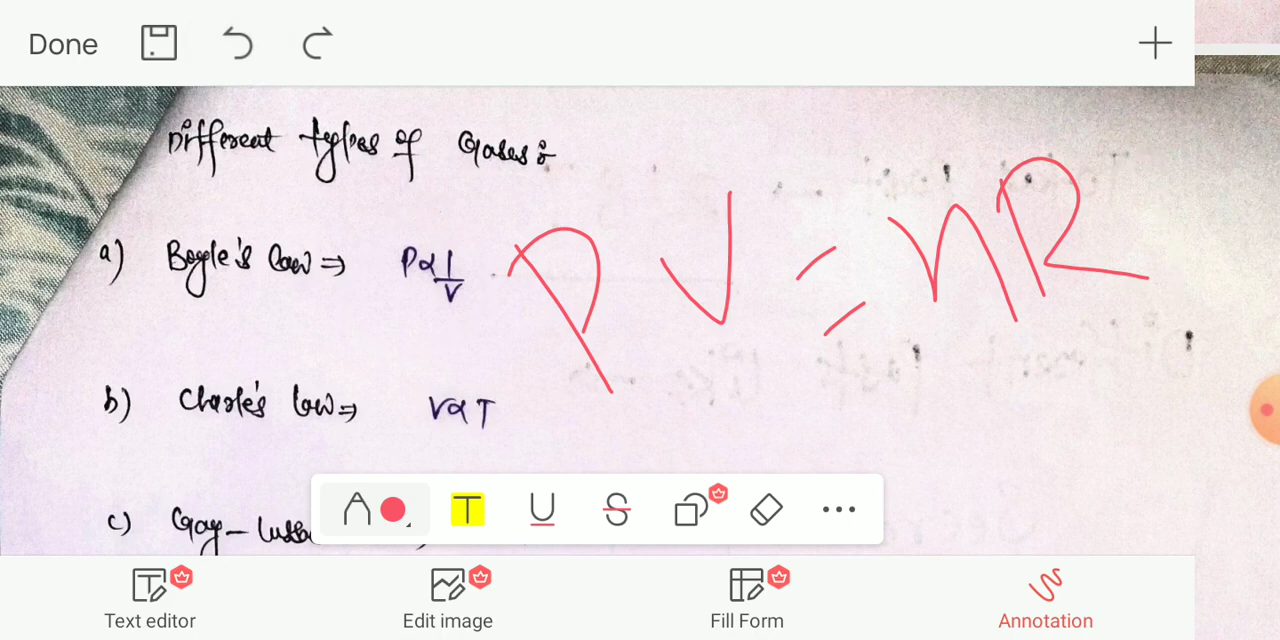 Done
Different types of Gases:
a) Boyle's law ⇒ P∝1/V PV=nR
b) Charle's law ⇒ V∝T
c) Gay-Lussa
Text editor
Edit image
Fill Form
Annotation